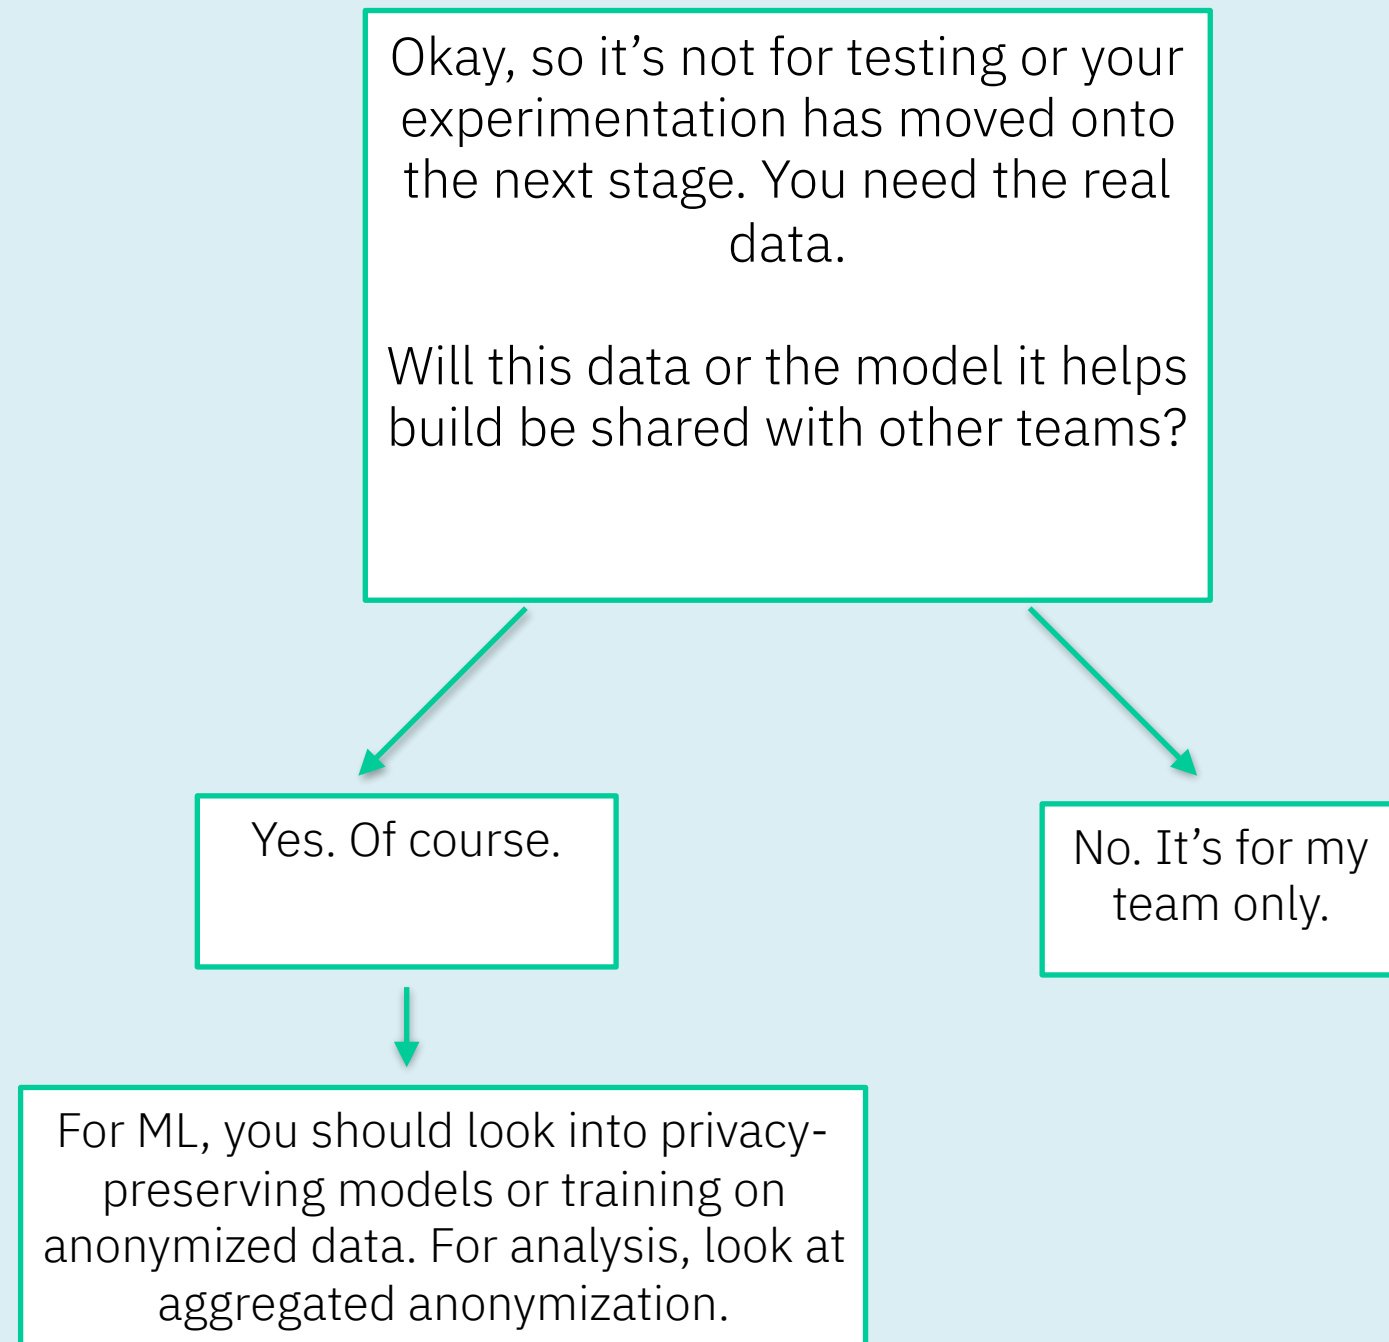 Okay, so it’s not for testing or your
experimentation has moved onto
the next stage. You need the real
data.
Will this data or the model it helps
build be shared with other teams?
Yes. Of course.
No. It’s for my
team only.
For ML, you should look into privacy-
preserving models or training on
anonymized data. For analysis, look at
aggregated anonymization.